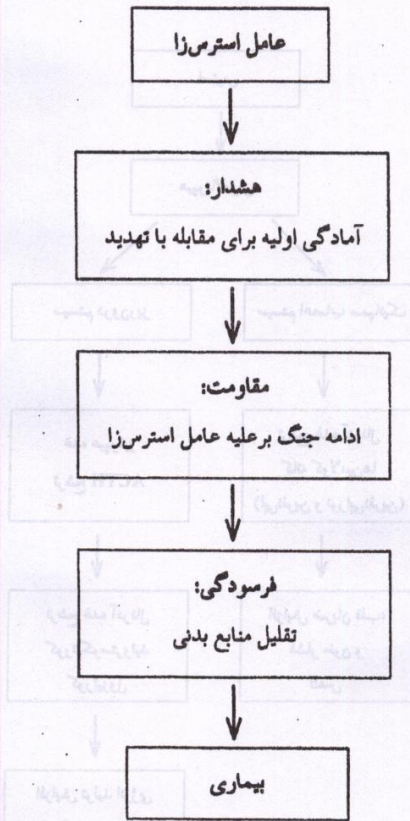 عامل استرس‌زا
هشدار:
آمادگی اولیه برای مقابله با تهدید
مقاومت:
ادامه جنگ برعلیه عامل استرس‌زا
فرسودگی:
تقلیل منابع بدنی
بیماری